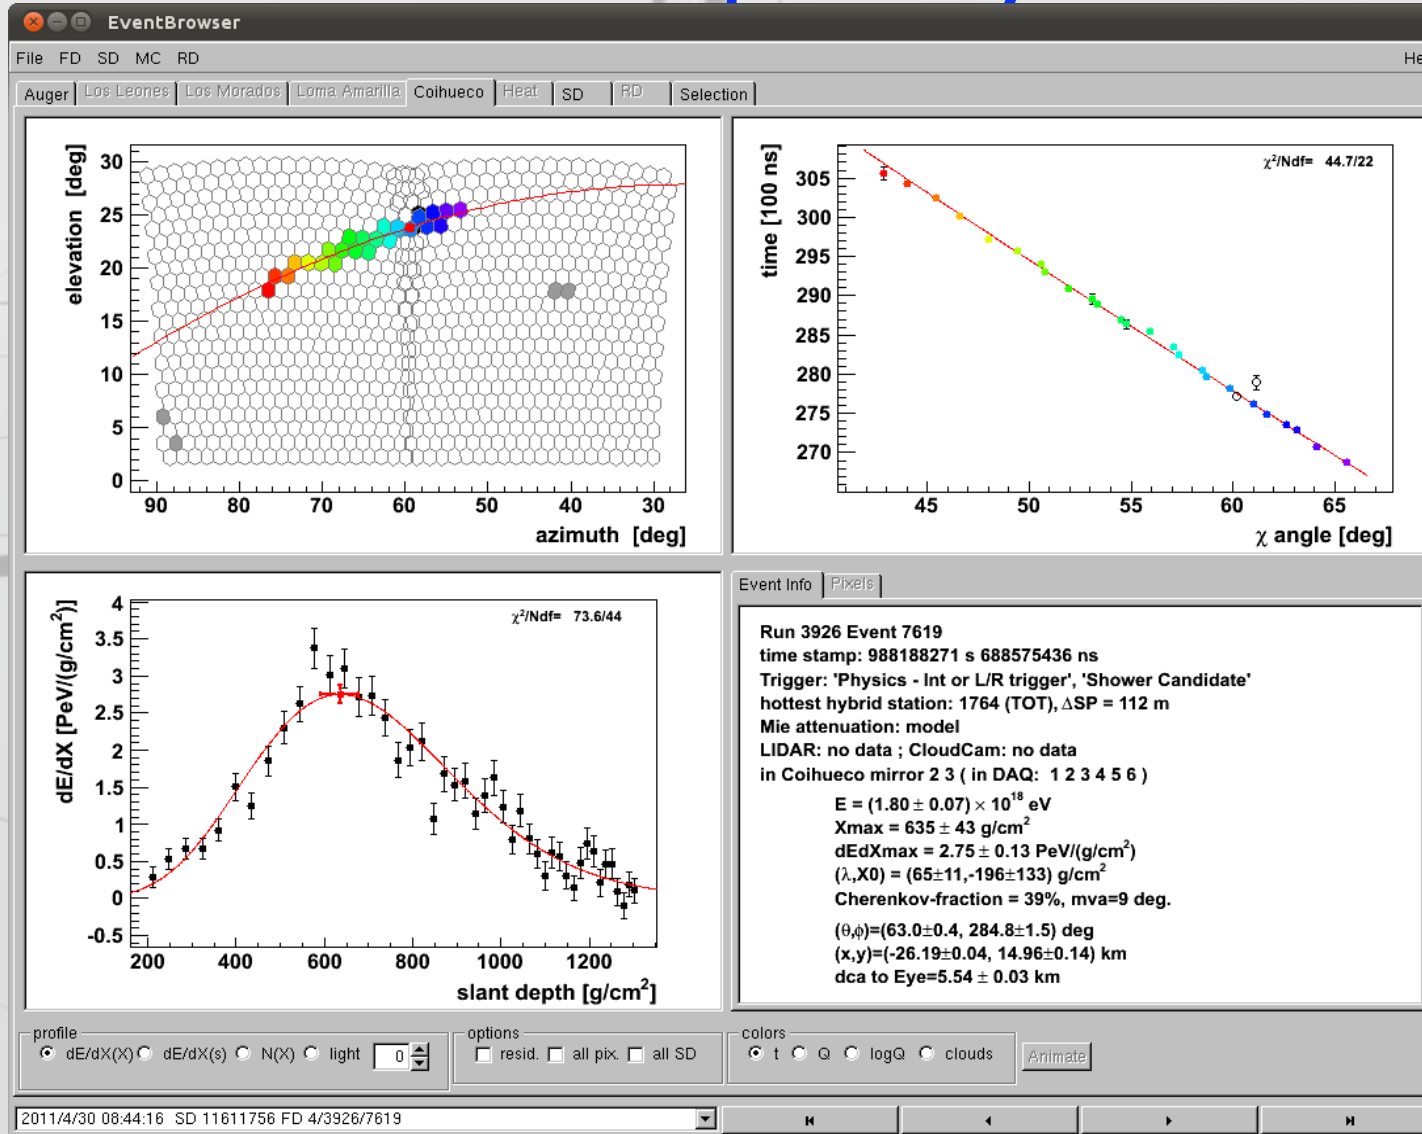 EventBrowser
File FD SD MC RD He
Auger Los Leones Los Morados Loma Amarilla Coihueco Heat SD RD Selection
elevation [deg]
30
25
20
15
10
5
0
90 80 70 60 50 40 30
azimuth [deg]
χ²/Ndf= 44.7/22
time [100 ns]
305
300
295
290
285
280
275
270
45 50 55 60 65
χ angle [deg]
χ²/Ndf= 73.6/44
dE/dX [PeV/(g/cm²)]
4
3.5
3
2.5
2
1.5
1
0.5
0
-0.5
200 400 600 800 1000 1200
slant depth [g/cm²]
Event Info Pixels
Run 3926 Event 7619
time stamp: 988188271 s 688575436 ns
Trigger: 'Physics - Int or L/R trigger', 'Shower Candidate'
hottest hybrid station: 1764 (TOT), ΔSP = 112 m
Mie attenuation: model
LIDAR: no data ; CloudCam: no data
in Coihueco mirror 2 3 ( in DAQ: 1 2 3 4 5 6 )
E = (1.80 ± 0.07) × 10¹⁸ eV
Xmax = 635 ± 43 g/cm²
dEdXmax = 2.75 ± 0.13 PeV/(g/cm²)
(λ,X0) = (65±11,-196±133) g/cm²
Cherenkov-fraction = 39%, mva=9 deg.
(θ,φ)=(63.0±0.4, 284.8±1.5) deg
(x,y)=(-26.19±0.04, 14.96±0.14) km
dca to Eye=5.54 ± 0.03 km
profile
dE/dX(X) dE/dX(s) N(X) light 0
options
resid. all pix. all SD
colors
t Q logQ clouds
Animate
2011/4/30 08:44:16 SD 11611756 FD 4/3926/7619